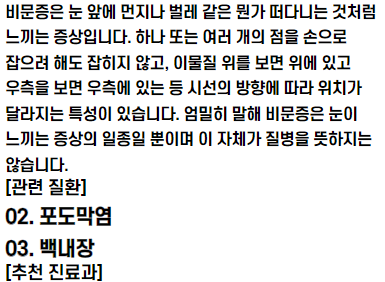 비문증은 눈 앞에 먼지나 벌레 같은 뭔가 떠다니는 것처럼
느끼는 증상입니다. 하나 또는 여러 개의 점을 손으로
잡으려 해도 잡히지 않고, 이물질 위를 보면 위에 있고
우측을 보면 우측에 있는 등 시선의 방향에 따라 위치가
달라지는 특성이 있습니다. 엄밀히 말해 비문증은 눈이
느끼는 증상의 일종일 뿐이며 이 자체가 질병을 뜻하지는
않습니다.
[관련 질환]
02. 포도막염
03. 백내장
[추천 진료과]